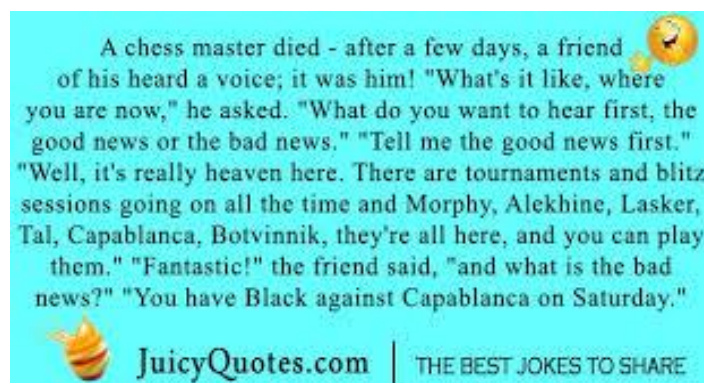 A chess master died - after a few days, a friend
of his heard a voice; it was him! "What's it like, where
you are now," he asked. "What do you want to hear first, the
good news or the bad news." "Tell me the good news first."
"Well, it's really heaven here. There are tournaments and blitz
sessions going on all the time and Morphy, Alekhine, Lasker,
Tal, Capablanca, Botvinnik, they're all here, and you can play
them." "Fantastic!" the friend said, "and what is the bad
news?" "You have Black against Capablanca on Saturday."
JuicyQuotes.com | THE BEST JOKES TO SHARE